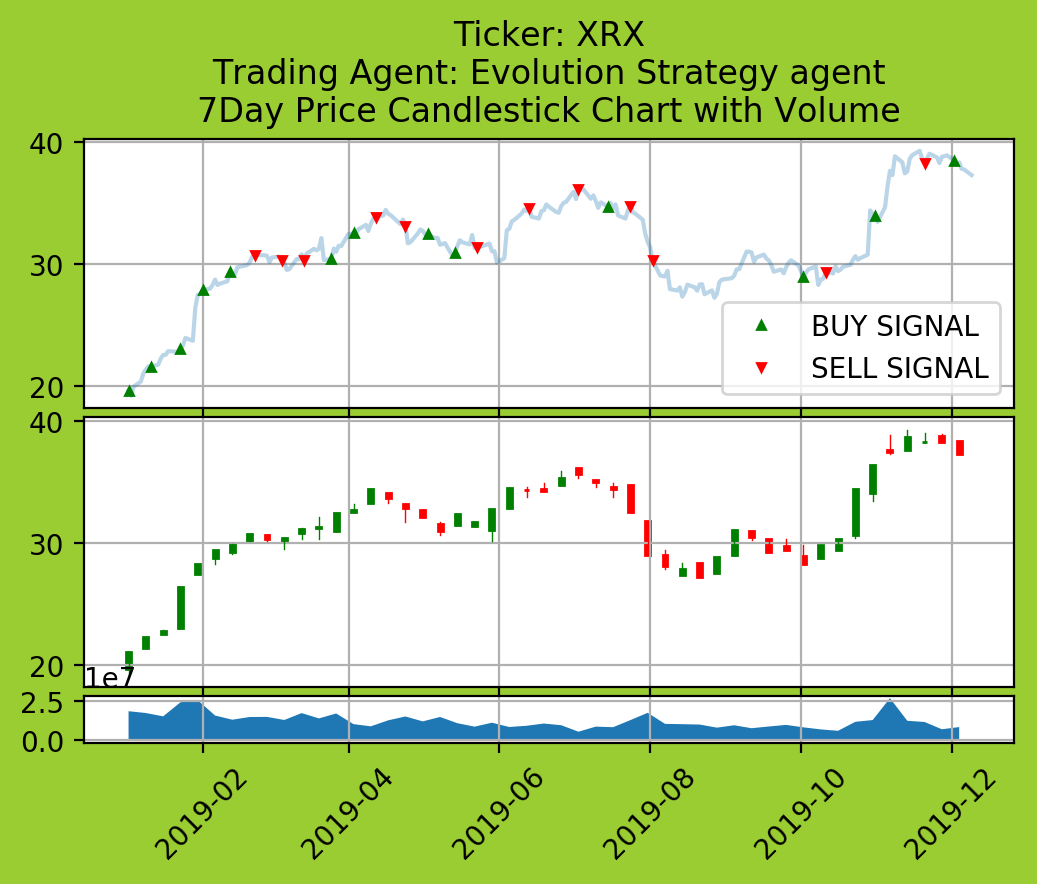 Ticker: XRX
Trading Agent: Evolution Strategy agent
7Day Price Candlestick Chart with Volume
40
30
20
BUY SIGNAL
SELL SIGNAL
40
30
20
1e7
2.5
0.0
2019-02
2019-04
2019-06
2019-08
2019-10
2019-12